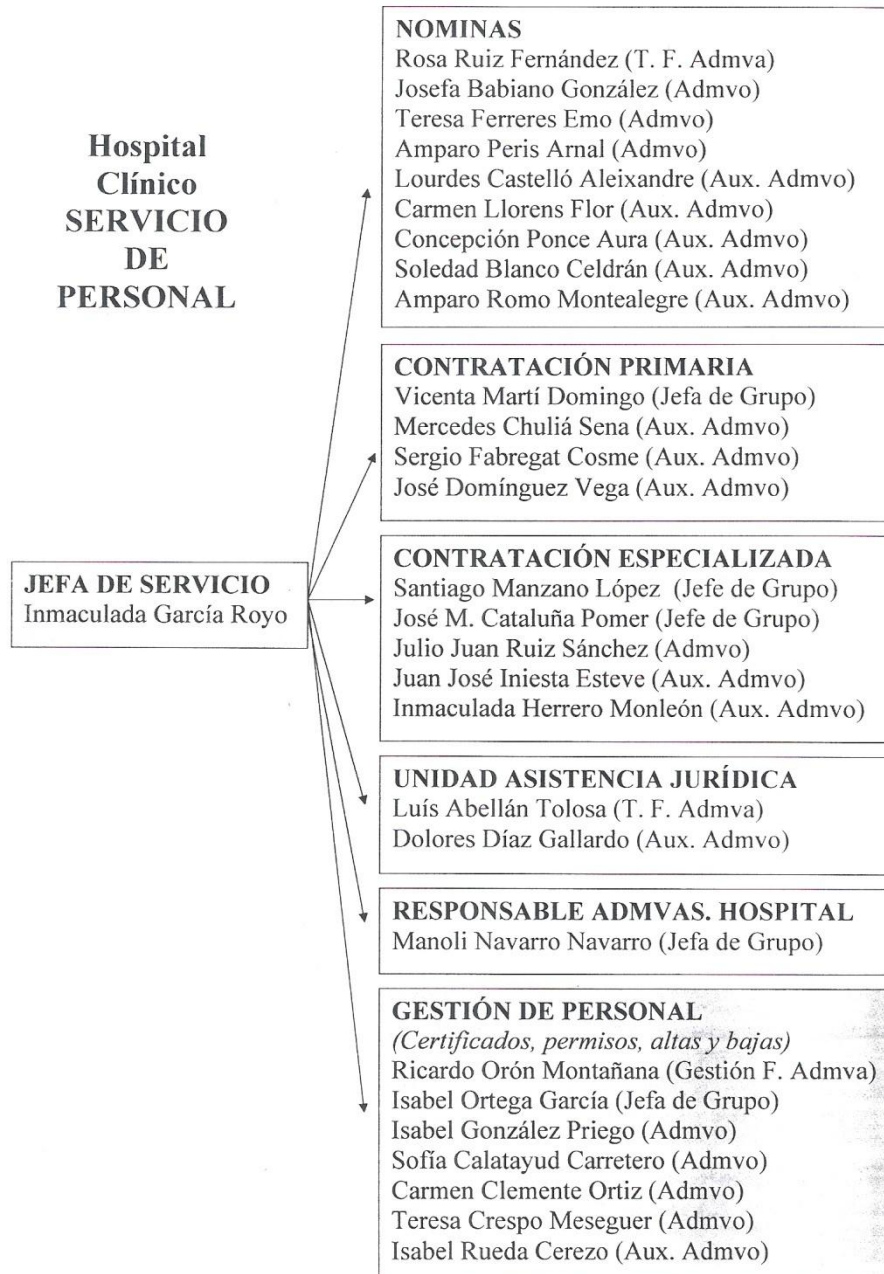 Hospital
Clínico
SERVICIO
DE
PERSONAL
JEFA DE SERVICIO
Inmaculada García Royo
NOMINAS
Rosa Ruiz Fernández (T. F. Admva)
Josefa Babiano González (Admvo)
Teresa Ferreres Emo (Admvo)
Amparo Peris Arnal (Admvo)
Lourdes Castelló Aleixandre (Aux. Admvo)
Carmen Llorens Flor (Aux. Admvo)
Concepción Ponce Aura (Aux. Admvo)
Soledad Blanco Celdrán (Aux. Admvo)
Amparo Romo Montealegre (Aux. Admvo)
CONTRATACIÓN PRIMARIA
Vicenta Martí Domingo (Jefa de Grupo)
Mercedes Chuliá Sena (Aux. Admvo)
Sergio Fabregat Cosme (Aux. Admvo)
José Domínguez Vega (Aux. Admvo)
CONTRATACIÓN ESPECIALIZADA
Santiago Manzano López (Jefe de Grupo)
José M. Cataluña Pomer (Jefe de Grupo)
Julio Juan Ruiz Sánchez (Admvo)
Juan José Iniesta Esteve (Aux. Admvo)
Inmaculada Herrero Monleón (Aux. Admvo)
UNIDAD ASISTENCIA JURÍDICA
Luís Abellán Tolosa (T. F. Admva)
Dolores Díaz Gallardo (Aux. Admvo)
RESPONSABLE ADMVAS. HOSPITAL
Manoli Navarro Navarro (Jefa de Grupo)
GESTIÓN DE PERSONAL
(Certificados, permisos, altas y bajas)
Ricardo Orón Montañana (Gestión F. Admva)
Isabel Ortega García (Jefa de Grupo)
Isabel González Priego (Admvo)
Sofía Calatayud Carretero (Admvo)
Carmen Clemente Ortiz (Admvo)
Teresa Crespo Meseguer (Admvo)
Isabel Rueda Cerezo (Aux. Admvo)